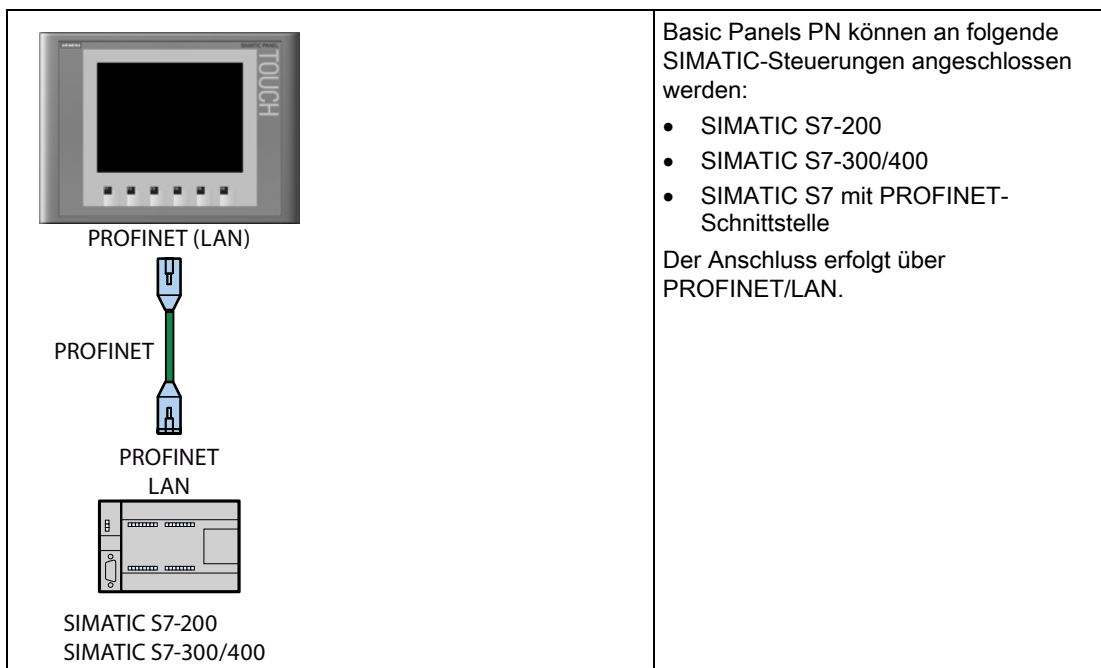 SIEMENS
SIMATIC PANEL
TOUCH
PROFINET (LAN)
PROFINET
PROFINET
LAN
SIMATIC S7-200
SIMATIC S7-300/400
Basic Panels PN können an folgende
SIMATIC-Steuerungen angeschlossen
werden:
• SIMATIC S7-200
• SIMATIC S7-300/400
• SIMATIC S7 mit PROFINET-
Schnittstelle
Der Anschluss erfolgt über
PROFINET/LAN.